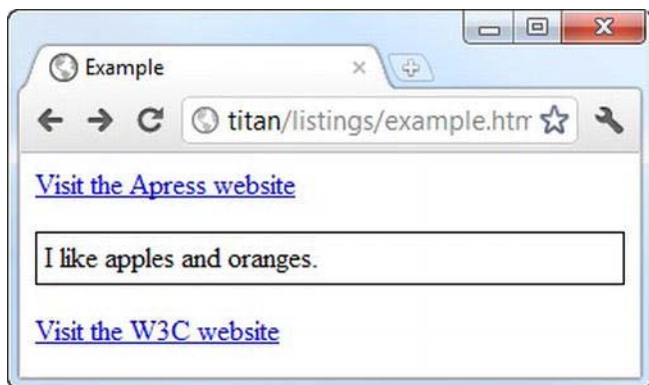 Example
titan/listings/example.htm
Visit the Apress website
I like apples and oranges.
Visit the W3C website